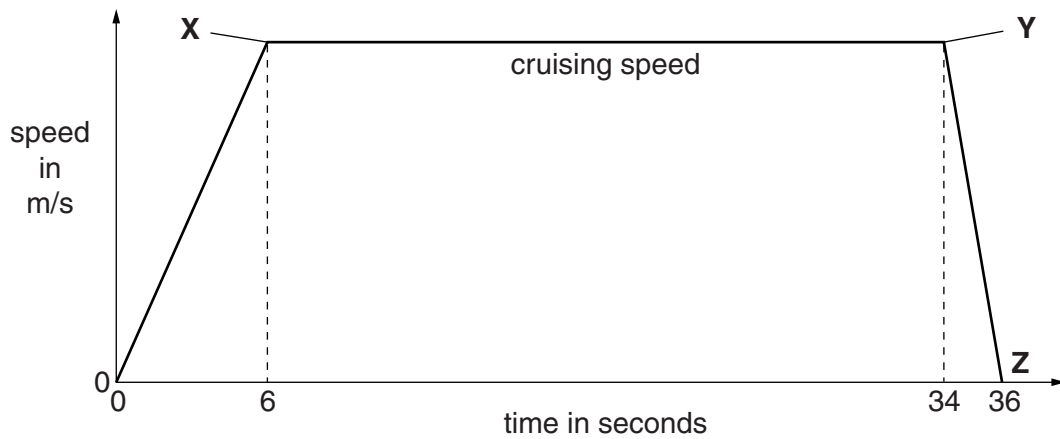 X
Y
cruising speed
speed
in
m/s
Z
0
0
6
34
36
time in seconds